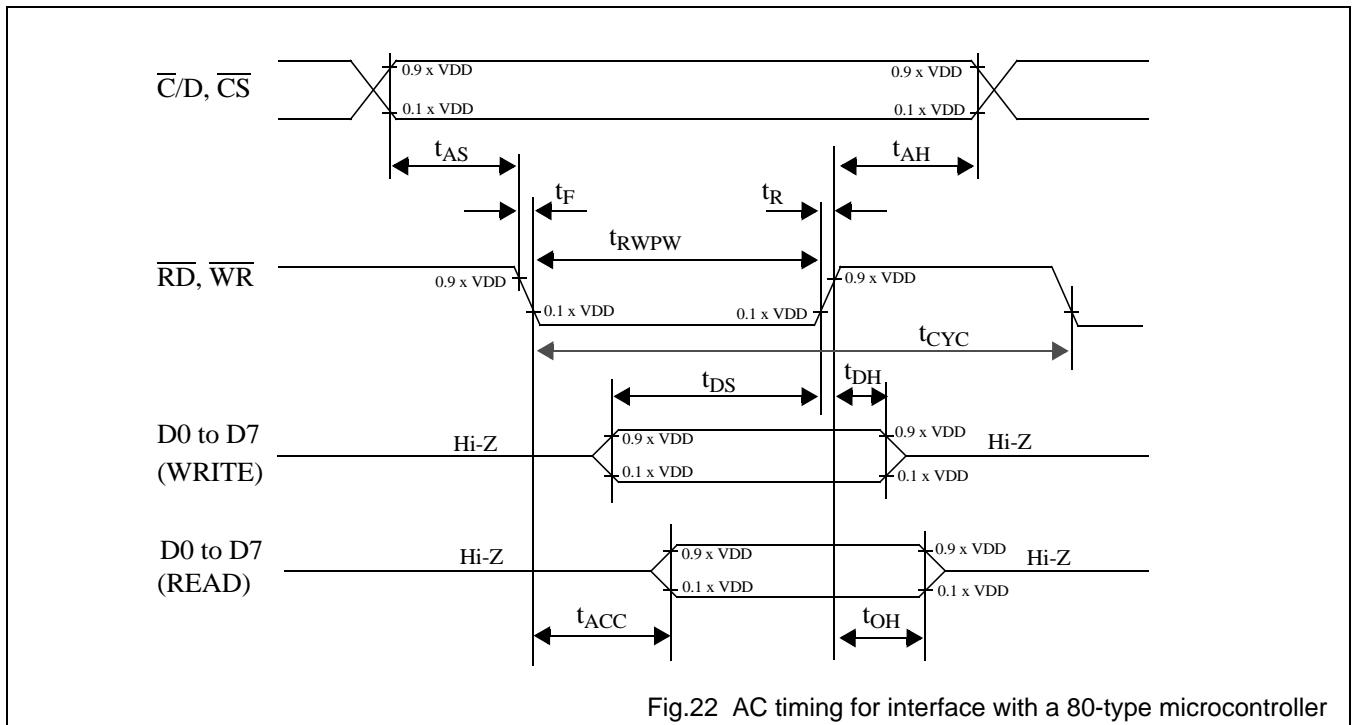 C̅/D, C̅S̅
0.9 x VDD
0.9 x VDD
0.1 x VDD
0.1 x VDD
tAS
tAH
tF
tR
tRWPW
R̅D̅, W̅R̅
0.9 x VDD
0.9 x VDD
0.1 x VDD
0.1 x VDD
tCYC
tDS
tDH
D0 to D7
(WRITE)
Hi-Z
0.9 x VDD
0.9 x VDD
Hi-Z
0.1 x VDD
0.1 x VDD
D0 to D7
(READ)
Hi-Z
0.9 x VDD
0.9 x VDD
Hi-Z
0.1 x VDD
0.1 x VDD
tACC
tOH
Fig.22 AC timing for interface with a 80-type microcontroller